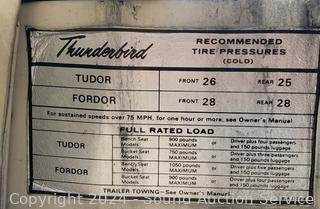 Thunderbird
RECOMMENDED
TIRE PRESSURES
(COLD)
TUDOR FRONT 26 REAR 25
FORDOR FRONT 28 REAR 28
For sustained speeds over 75 MPH, for one hour or more, see Owner's Manual
FULL RATED LOAD
TUDOR
Bench Seat Models 900 pounds MAXIMUM or Driver plus four passengers and 150 pounds luggage
Bucket Seat Models 750 pounds MAXIMUM or Driver plus three passengers and 150 pounds luggage
FORDOR
Bench Seat Models 1050 pounds MAXIMUM or Driver plus five passengers and 150 pounds luggage
Bucket Seat Models 900 pounds MAXIMUM or Driver plus four passengers and 150 pounds luggage
TRAILER TOWING—See Owner's Manual.
Copyright 2024 - Sound Auction Service